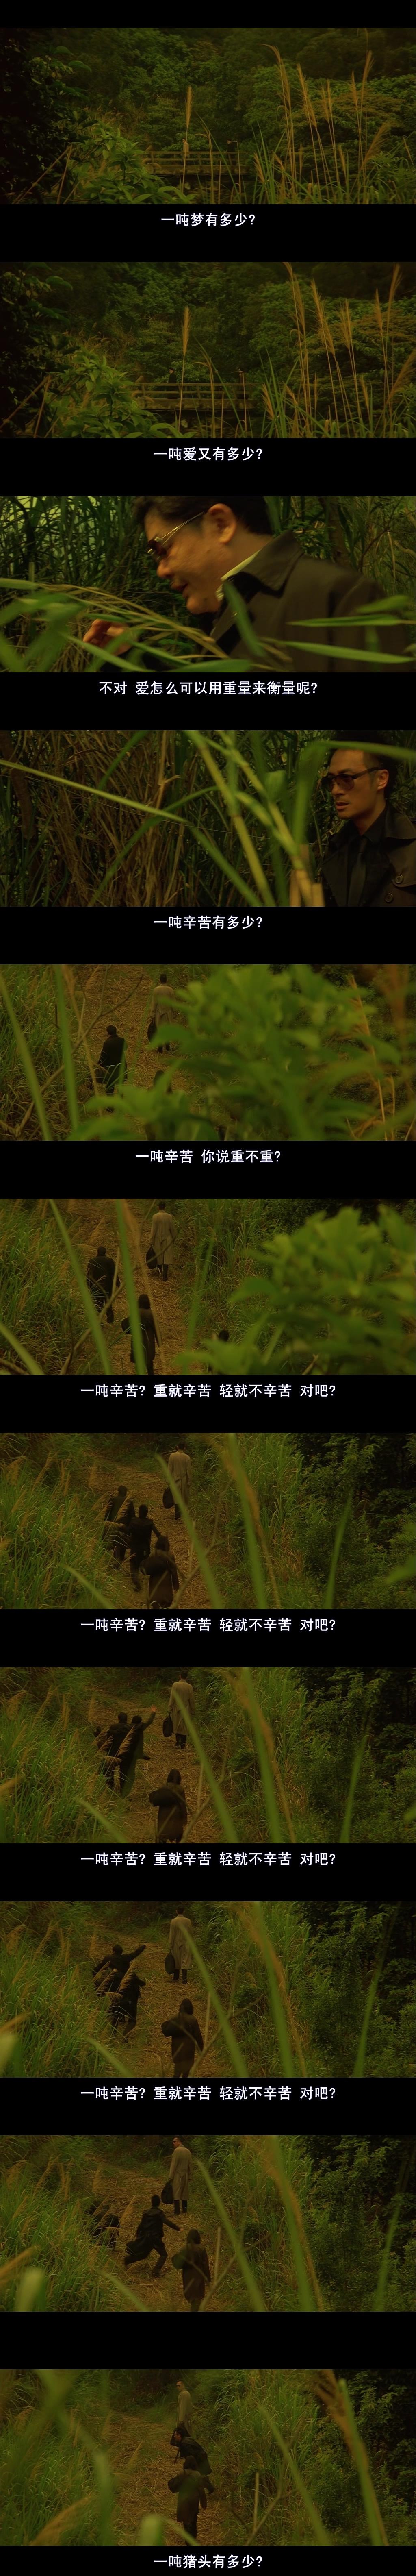 一吨梦有多少?
一吨爱又有多少?
不对 爱怎么可以用重量来衡量呢?
一吨辛苦有多少?
一吨辛苦 你说重不重?
一吨辛苦? 重就辛苦 轻就不辛苦 对吧?
一吨辛苦? 重就辛苦 轻就不辛苦 对吧?
一吨辛苦? 重就辛苦 轻就不辛苦 对吧?
一吨辛苦? 重就辛苦 轻就不辛苦 对吧?
一吨猪头有多少?